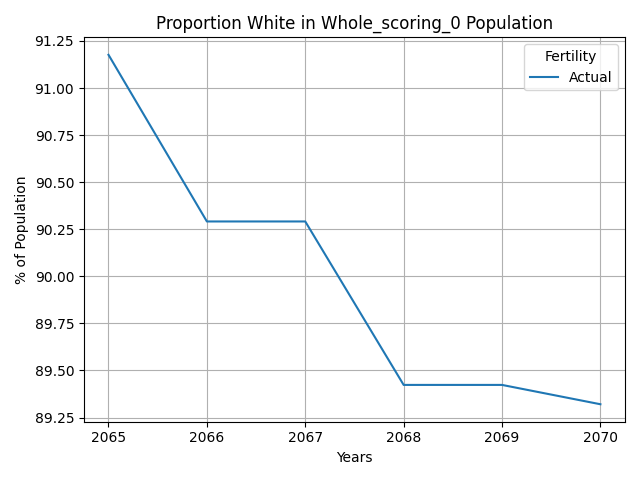 Proportion White in Whole_scoring_0 Population
Fertility
Actual
% of Population
91.25
91.00
90.75
90.50
90.25
90.00
89.75
89.50
89.25
2065 2066 2067 2068 2069 2070
Years